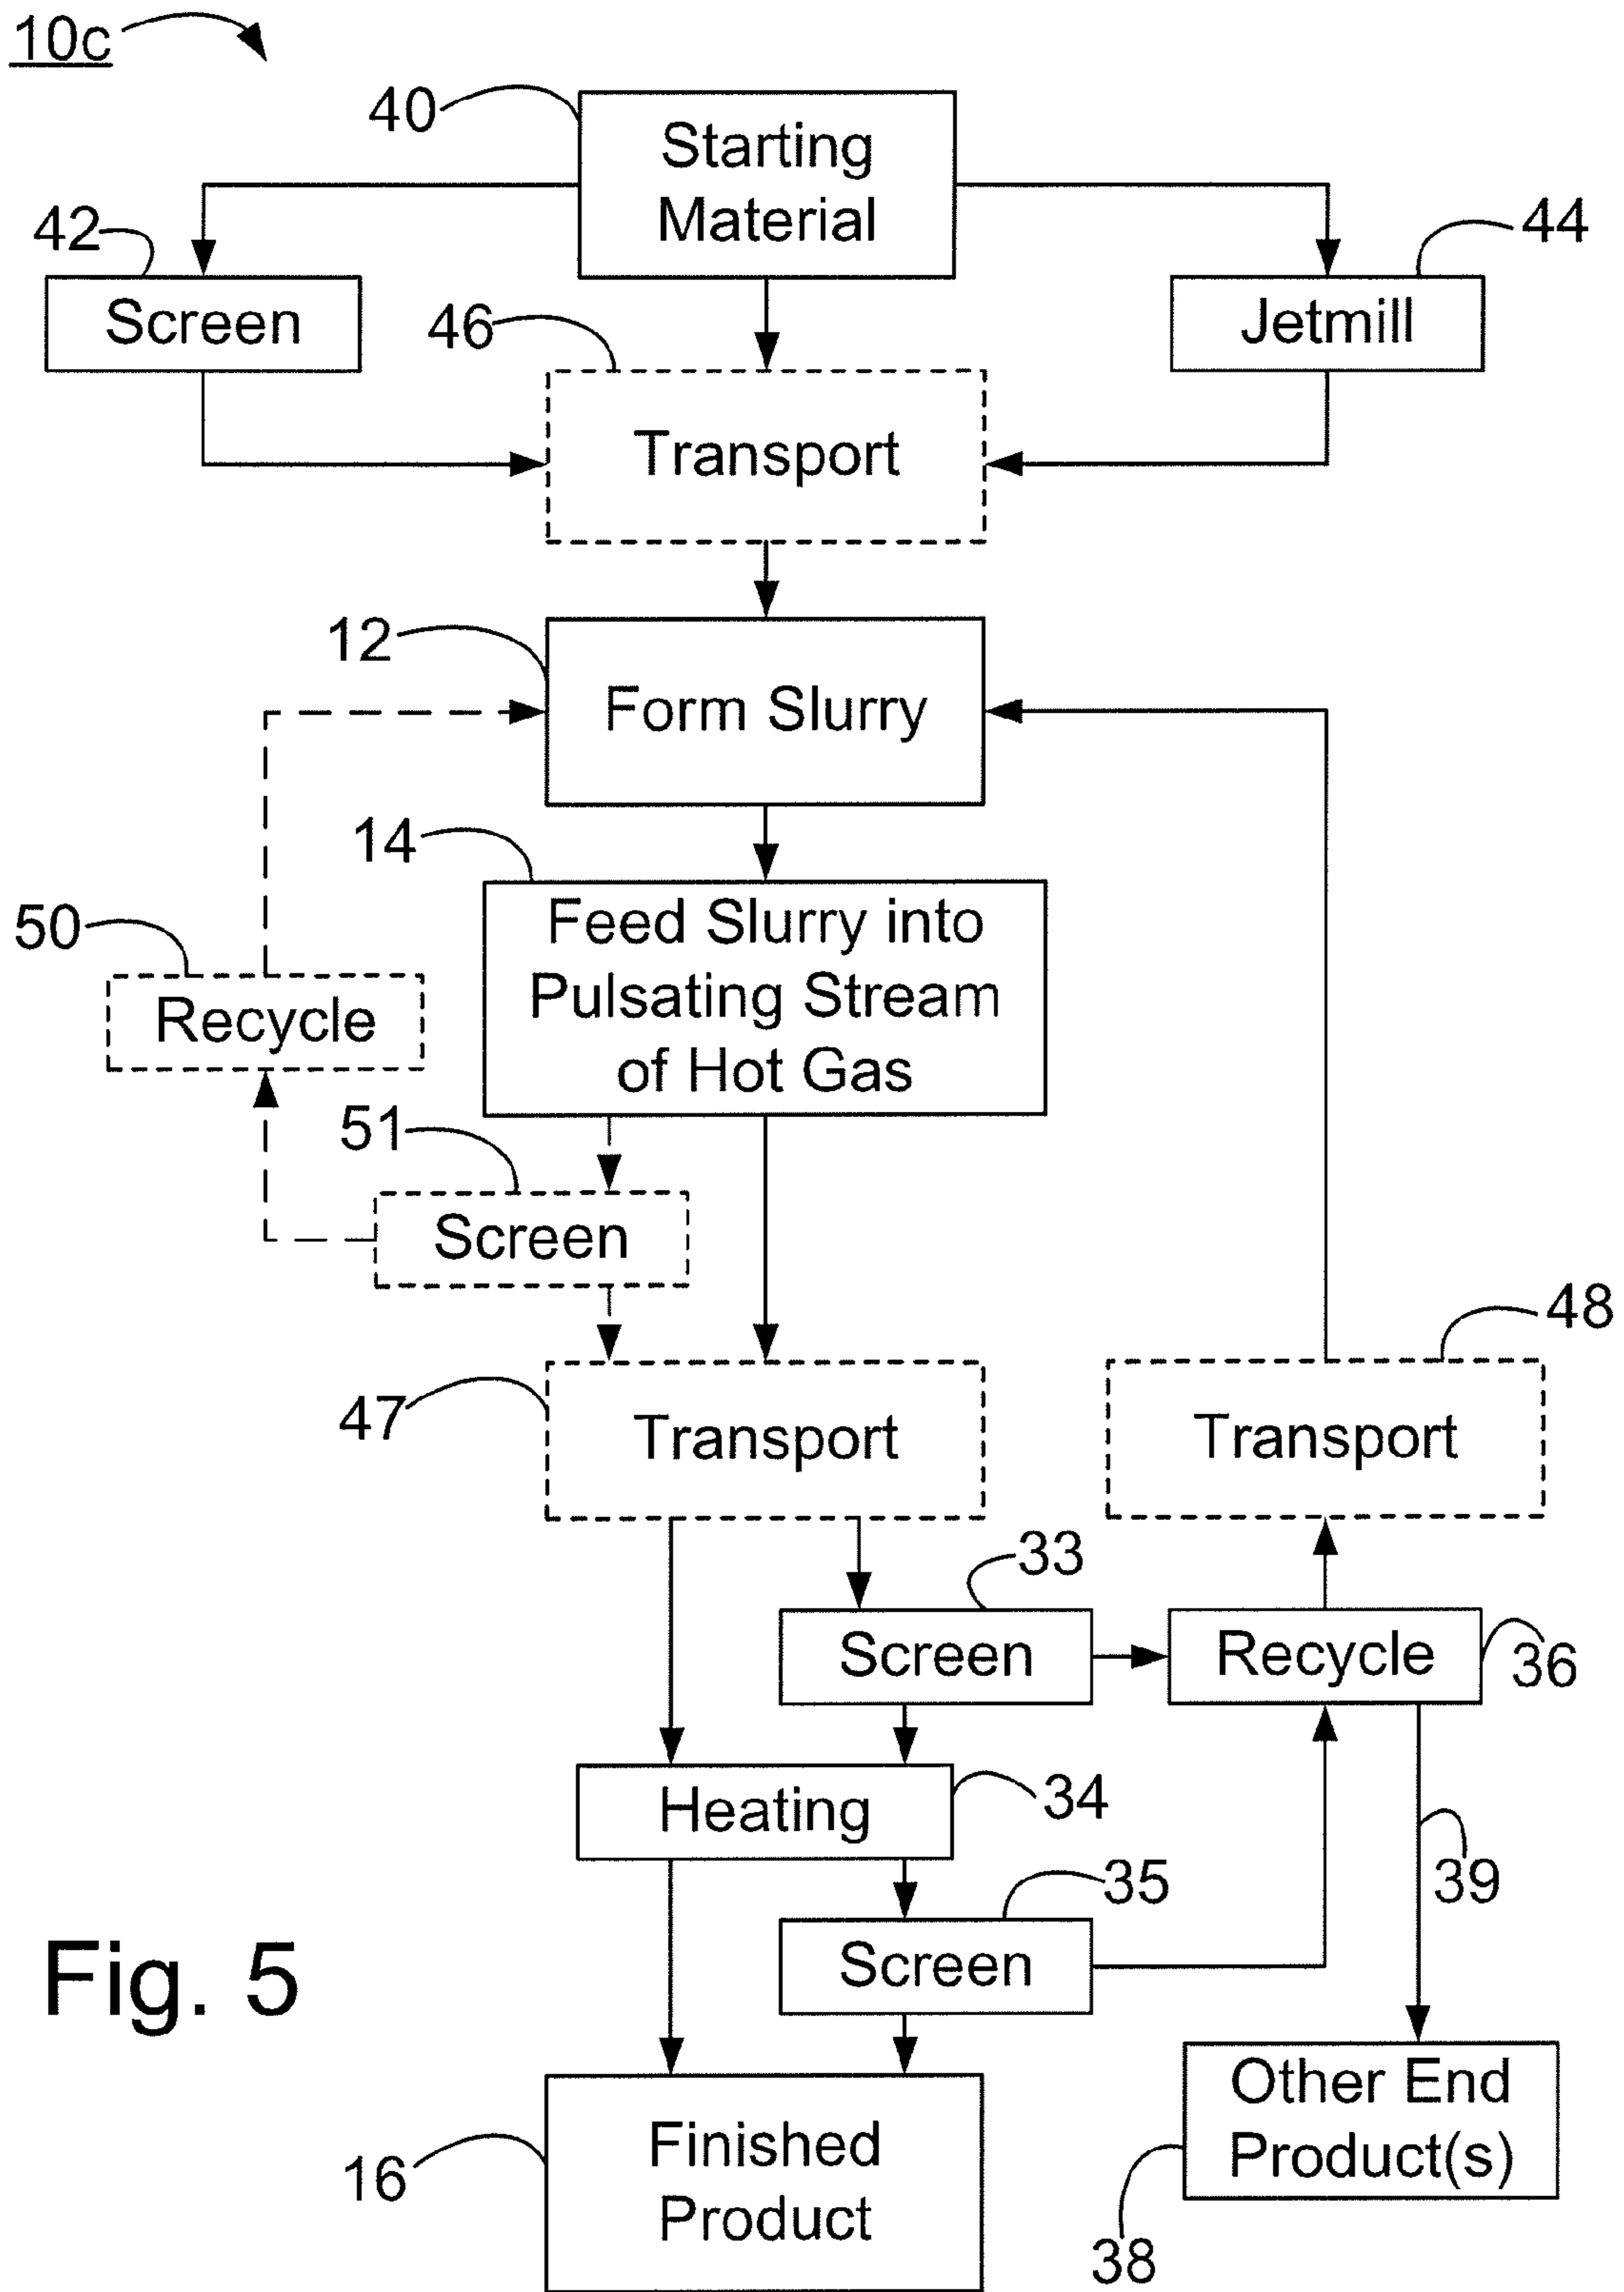 10c
40
Starting
Material
42
44
Screen
46
Jetmill
Transport
12
Form Slurry
14
Feed Slurry into
Pulsating Stream
of Hot Gas
50
Recycle
51
Screen
48
47
Transport
Transport
33
Screen
Recycle
36
Heating
34
35
39
Screen
Fig. 5
16
Finished
Product
Other End
Product(s)
38